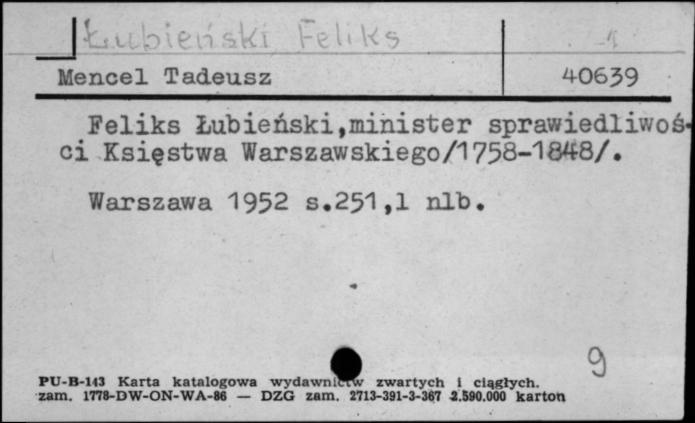 Łubieński Feliks
Mencel Tadeusz 40639
Feliks Łubieński,minister sprawiedliwoś-
ci Księstwa Warszawskiego/1758-1848/.
Warszawa 1952 s.251,1 nlb.
9
PU-B-143 Karta katalogowa wydawnictw zwartych i ciągłych.
zam. 1778-DW-ON-WA-86 — DZG zam. 2713-391-3-367 2.590.000 karton